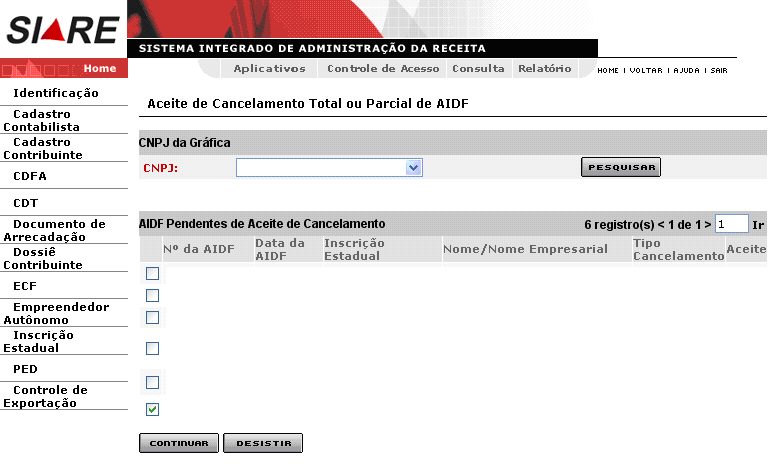 SIARE
SISTEMA INTEGRADO DE ADMINISTRAÇÃO DA RECEITA
Home
Aplicativos Controle de Acesso Consulta Relatório
HOME | VOLTAR | AJUDA | SAIR
Identificação
Cadastro
Contabilista
Cadastro
Contribuinte
CDFA
CDT
Documento de
Arrecadação
Dossiê
Contribuinte
ECF
Empreendedor
Autônomo
Inscrição
Estadual
PED
Controle de
Exportação
Aceite de Cancelamento Total ou Parcial de AIDF
CNPJ da Gráfica
CNPJ: PESQUISAR
AIDF Pendentes de Aceite de Cancelamento 6 registro(s) < 1 de 1 > 1 Ir
Nº da AIDF Data da AIDF Inscrição Estadual Nome/Nome Empresarial Tipo Cancelamento Aceite
CONTINUAR DESISTIR